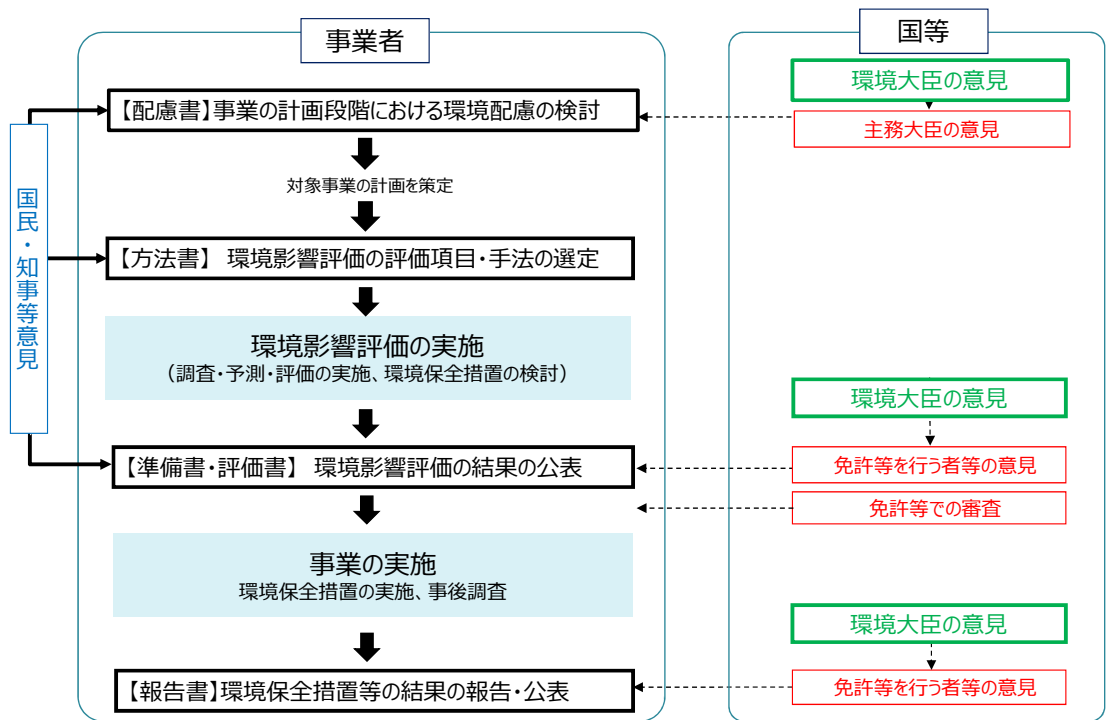 事業者
国等
環境大臣の意見
【配慮書】事業の計画段階における環境配慮の検討
主務大臣の意見
対象事業の計画を策定
国民・知事等意見
【方法書】 環境影響評価の評価項目・手法の選定
環境影響評価の実施
（調査・予測・評価の実施、環境保全措置の検討）
環境大臣の意見
【準備書・評価書】 環境影響評価の結果の公表
免許等を行う者等の意見
免許等での審査
事業の実施
環境保全措置の実施、事後調査
環境大臣の意見
【報告書】環境保全措置等の結果の報告・公表
免許等を行う者等の意見